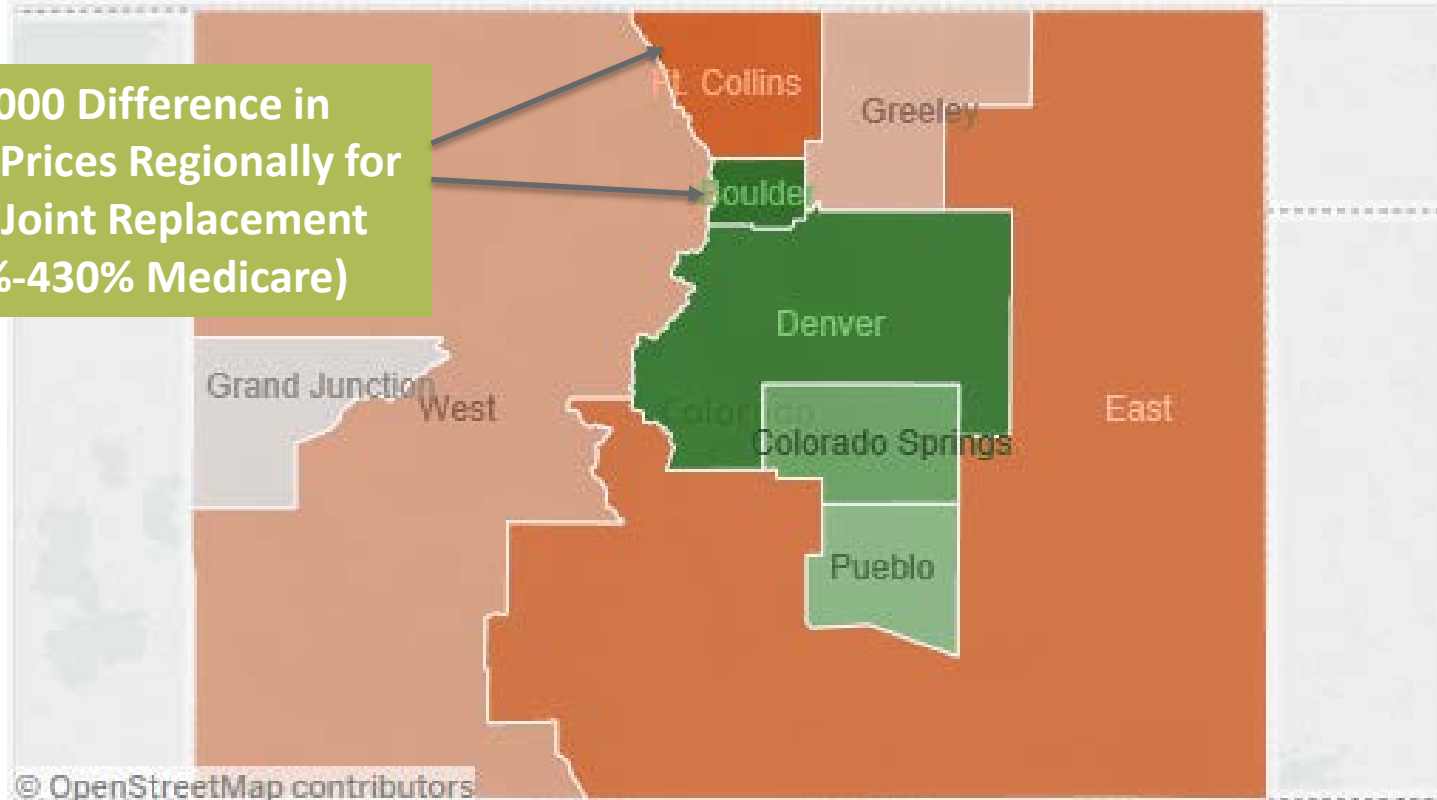 000 Difference in
Prices Regionally for
Joint Replacement
%-430% Medicare)
Ft. Collins
Greeley
Boulder
Denver
Grand Junction
West
Colorado
East
Colorado Springs
Pueblo
© OpenStreetMap contributors